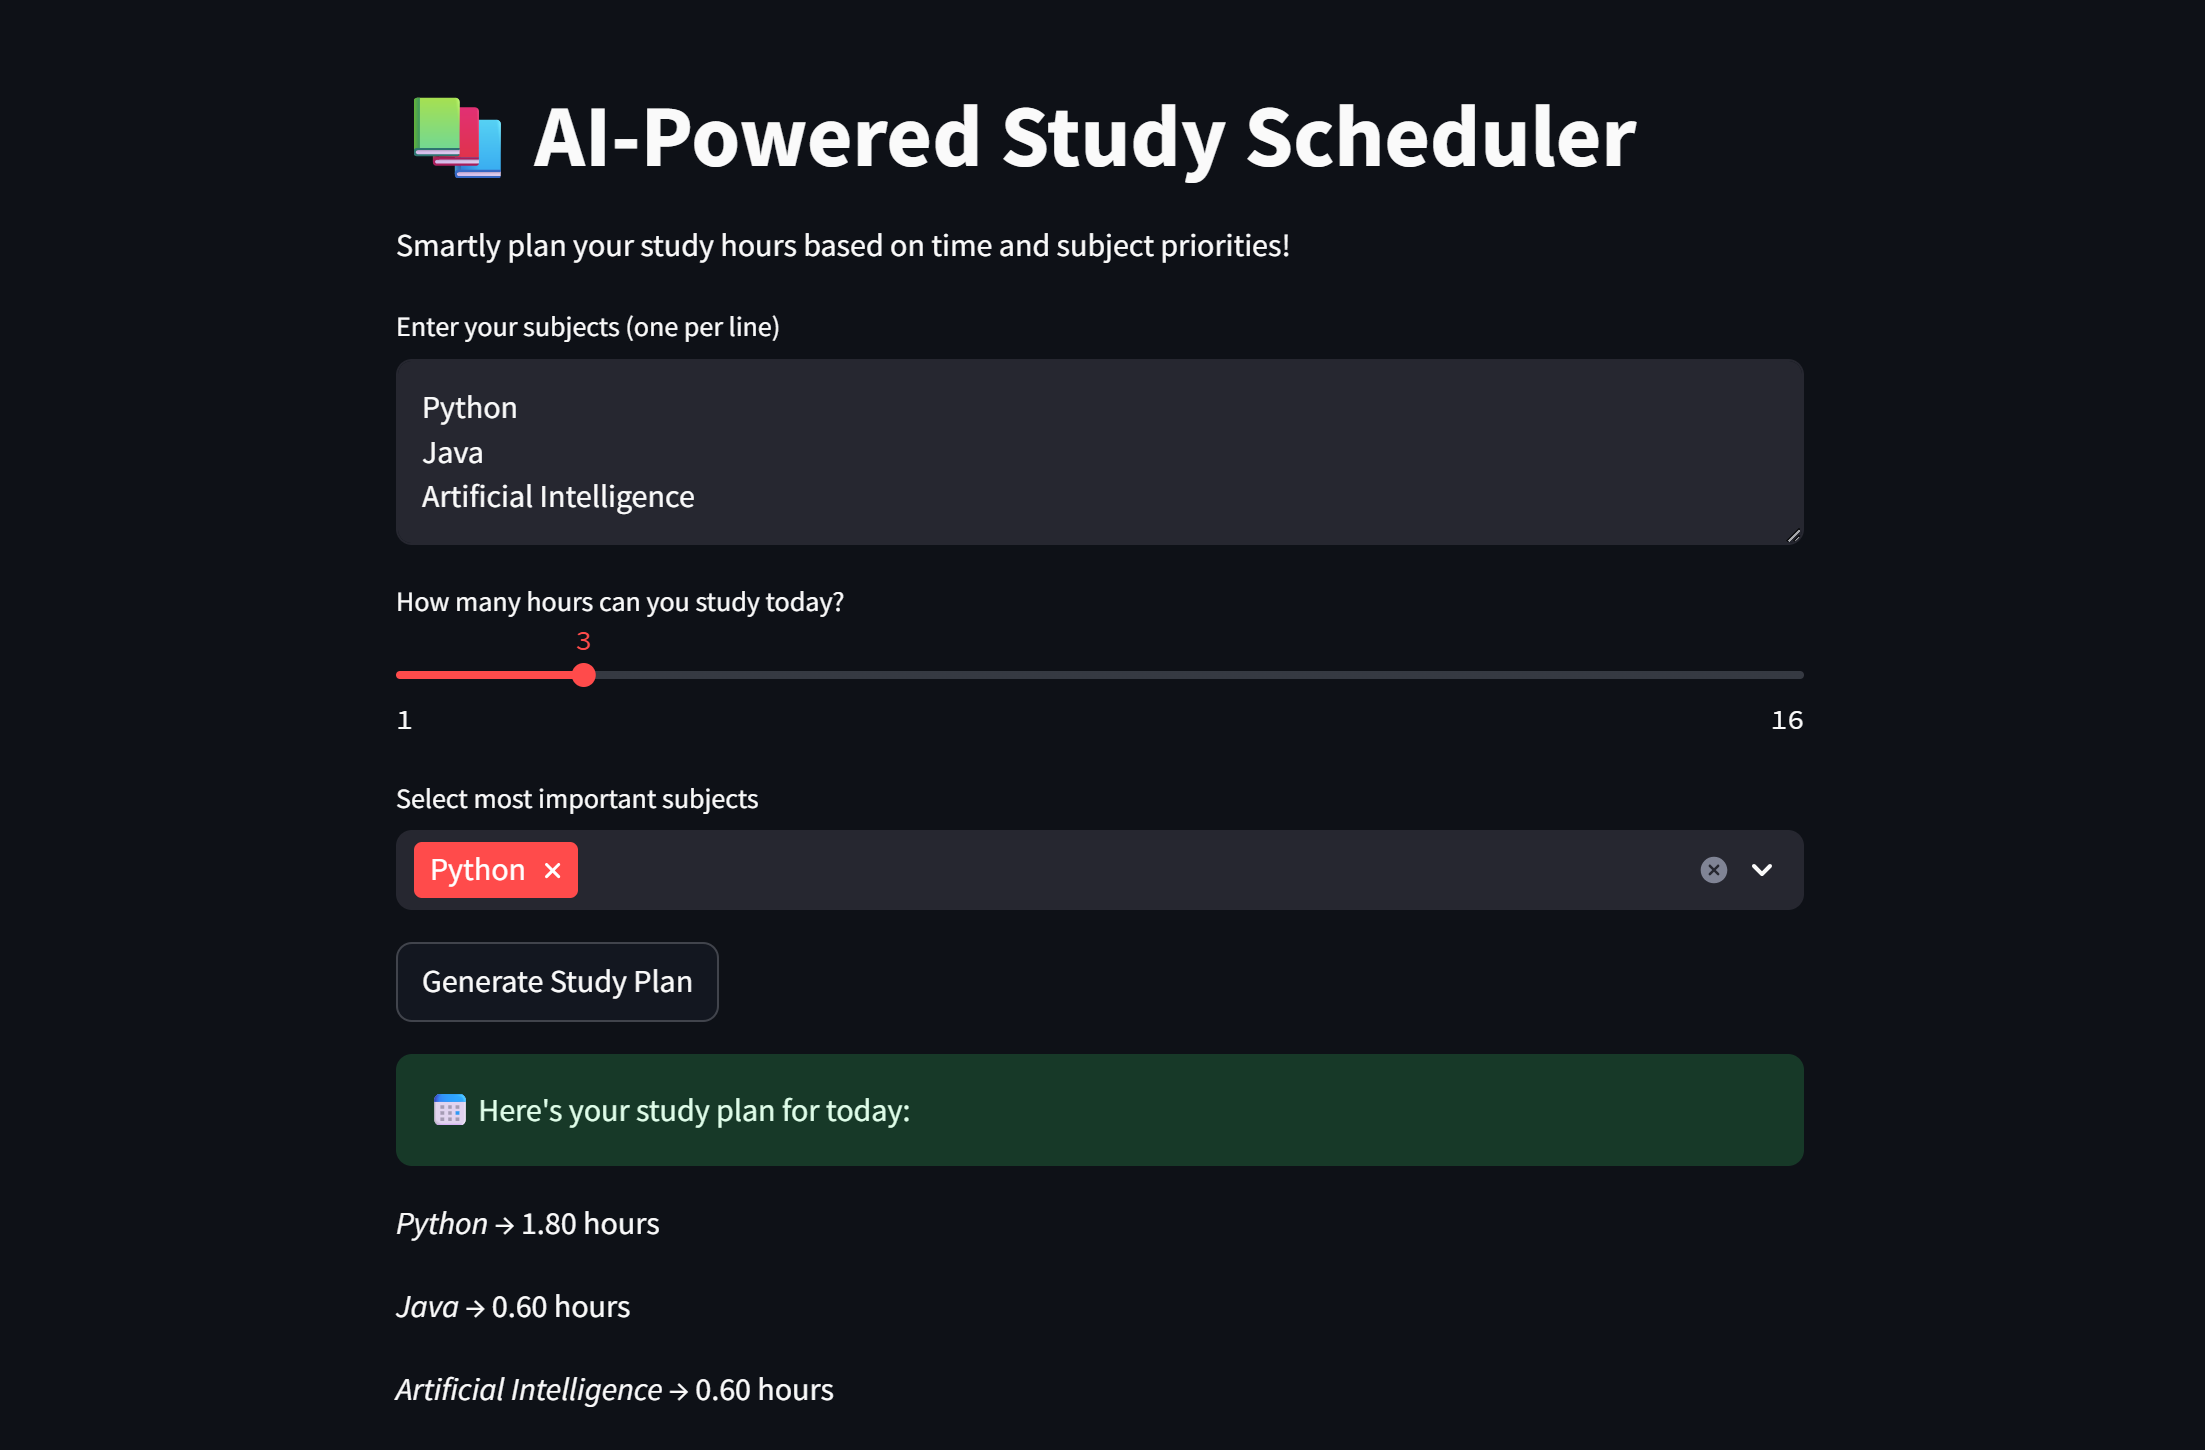 AI-Powered Study Scheduler
Smartly plan your study hours based on time and subject priorities!
Enter your subjects (one per line)
Python
Java
Artificial Intelligence
How many hours can you study today?
3
1 16
Select most important subjects
Python
Generate Study Plan
Here's your study plan for today:
Python → 1.80 hours
Java → 0.60 hours
Artificial Intelligence → 0.60 hours